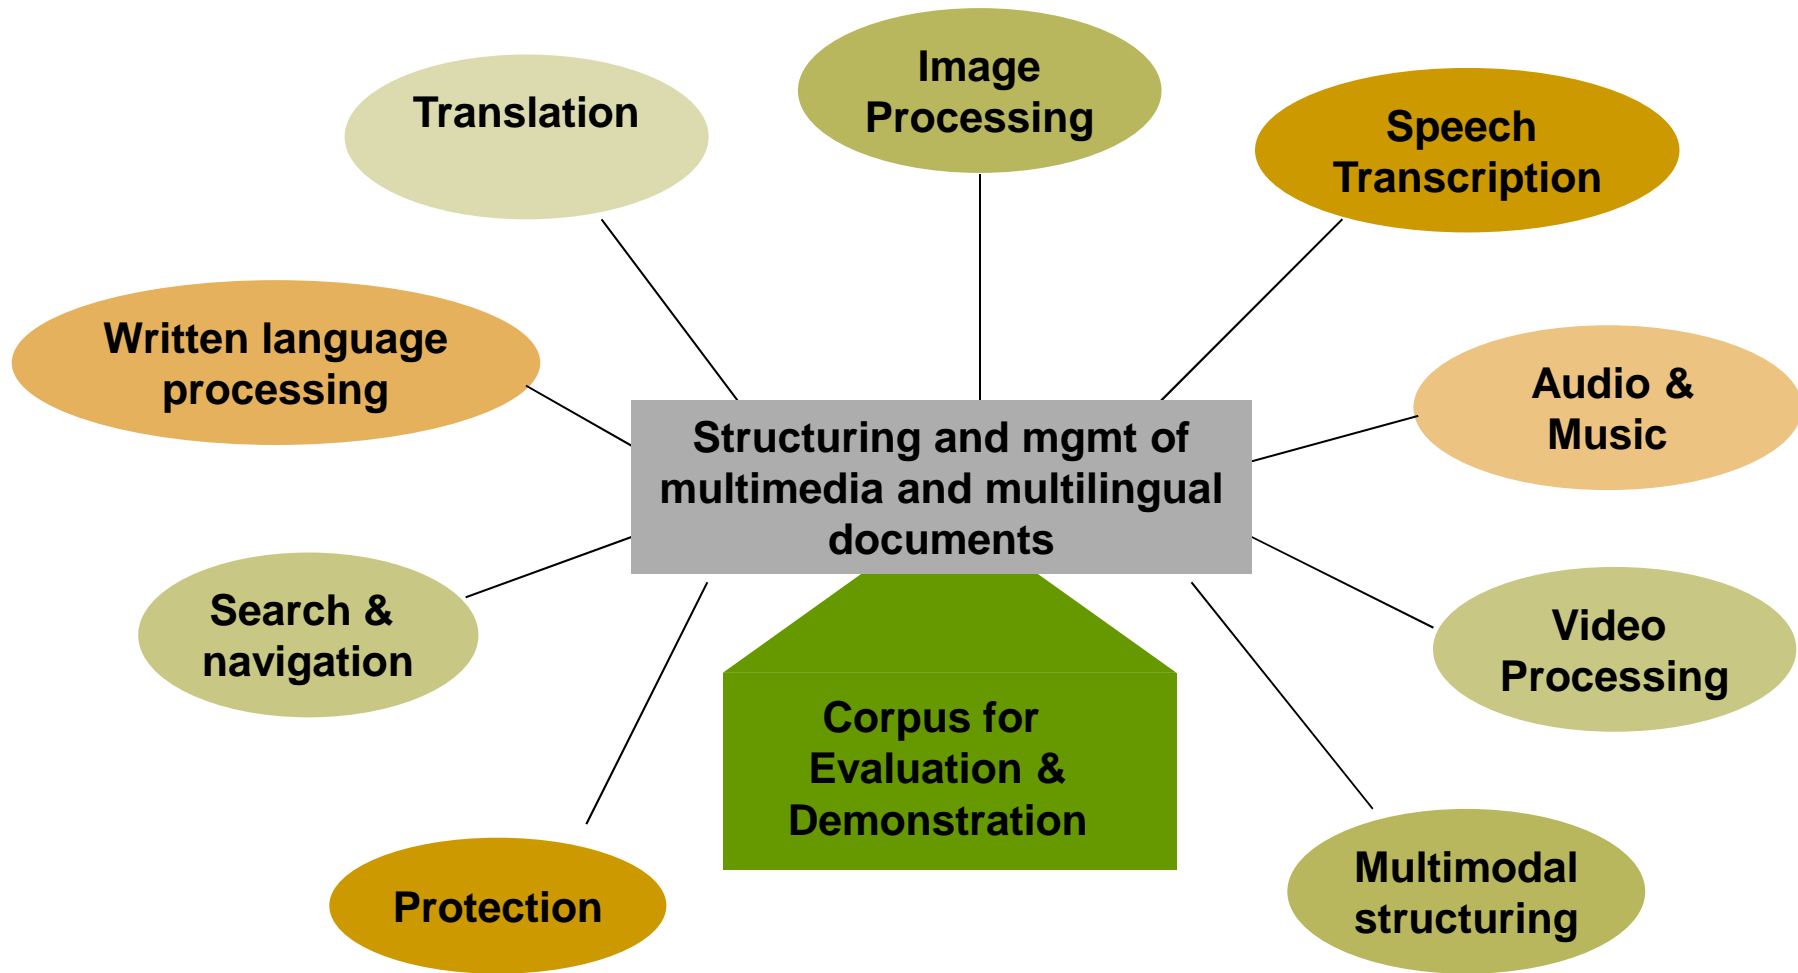 Image
Processing
Translation
Speech
Transcription
Written language
processing
Audio &
Music
Structuring and mgmt of
multimedia and multilingual
documents
Search &
navigation
Video
Processing
Corpus for
Evaluation &
Demonstration
Protection
Multimodal
structuring